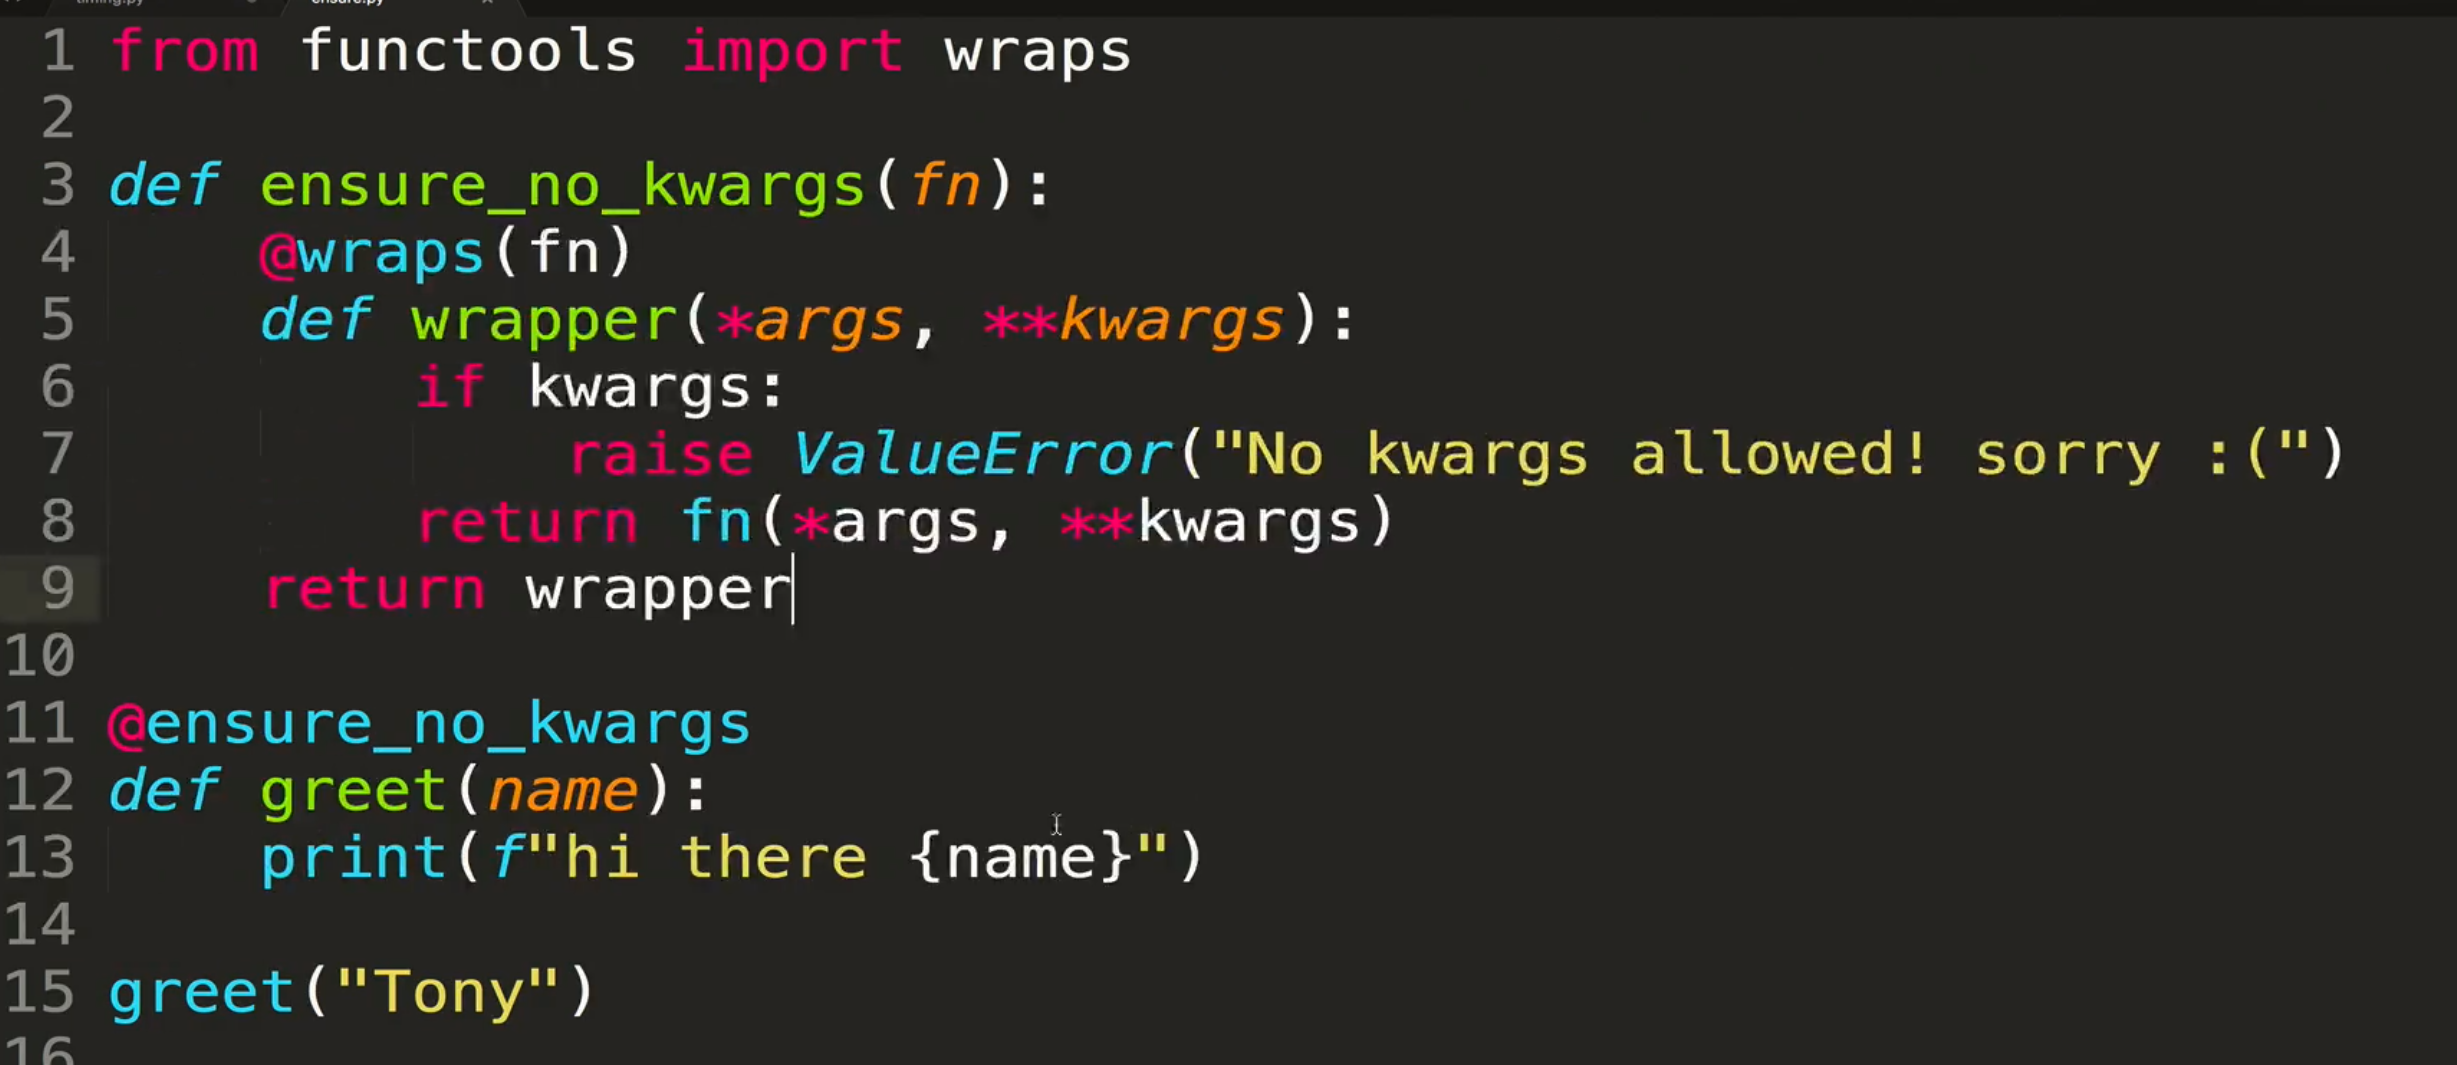 timing.py ensure.py
1 from functools import wraps
2
3 def ensure_no_kwargs(fn):
4     @wraps(fn)
5     def wrapper(*args, **kwargs):
6         if kwargs:
7             raise ValueError("No kwargs allowed! sorry :(")
8         return fn(*args, **kwargs)
9     return wrapper
10
11 @ensure_no_kwargs
12 def greet(name):
13     print(f"hi there {name}")
14
15 greet("Tony")
16